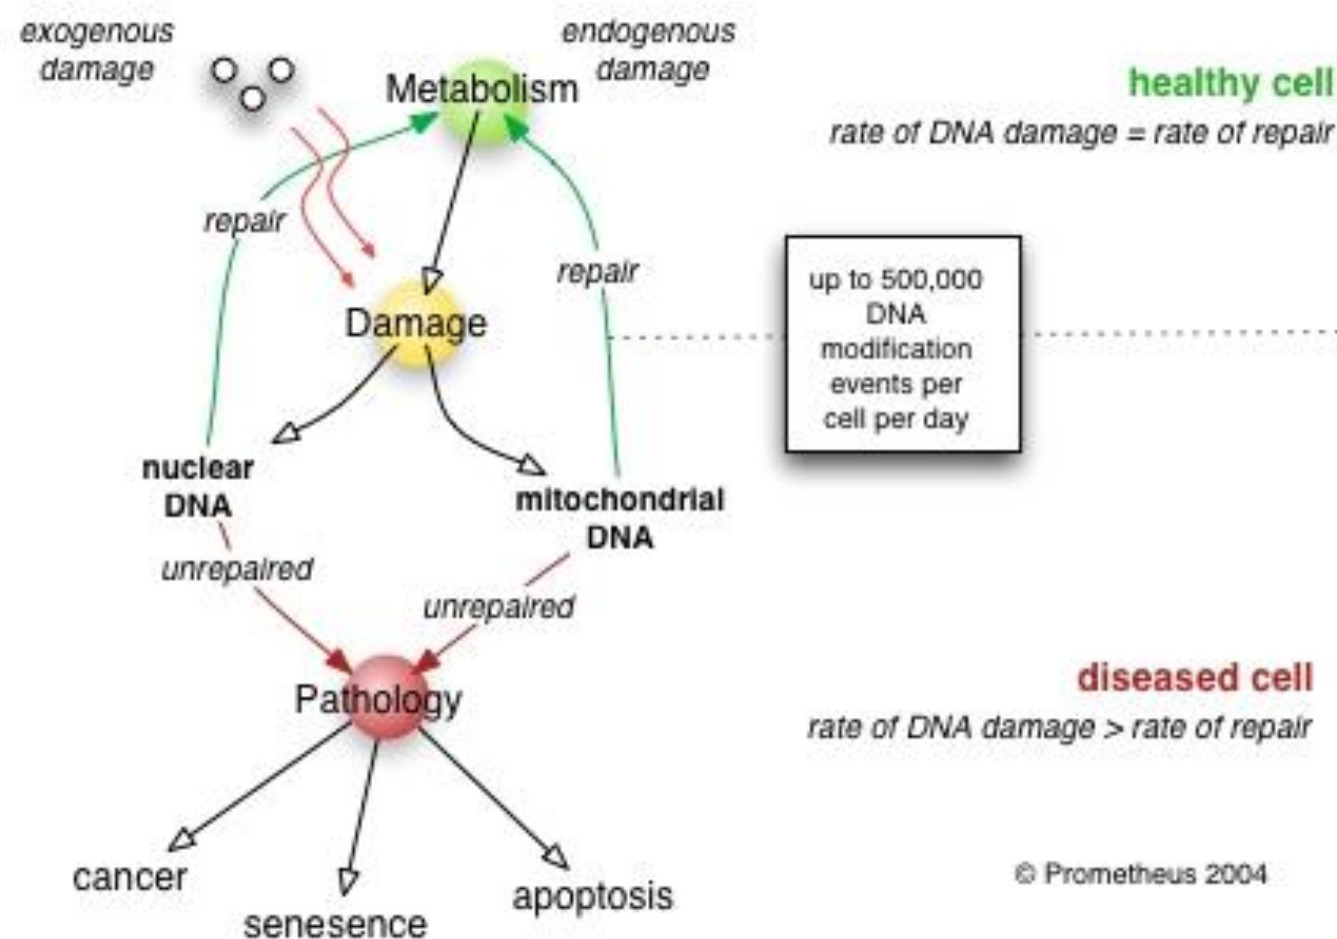 exogenous
damage
endogenous
damage
Metabolism
healthy cell
rate of DNA damage = rate of repair
repair
repair
up to 500,000
DNA
modification
events per
cell per day
Damage
nuclear
DNA
mitochondrial
DNA
unrepaired
unrepaired
Pathology
diseased cell
rate of DNA damage > rate of repair
cancer
senesence
apoptosis
© Prometheus 2004